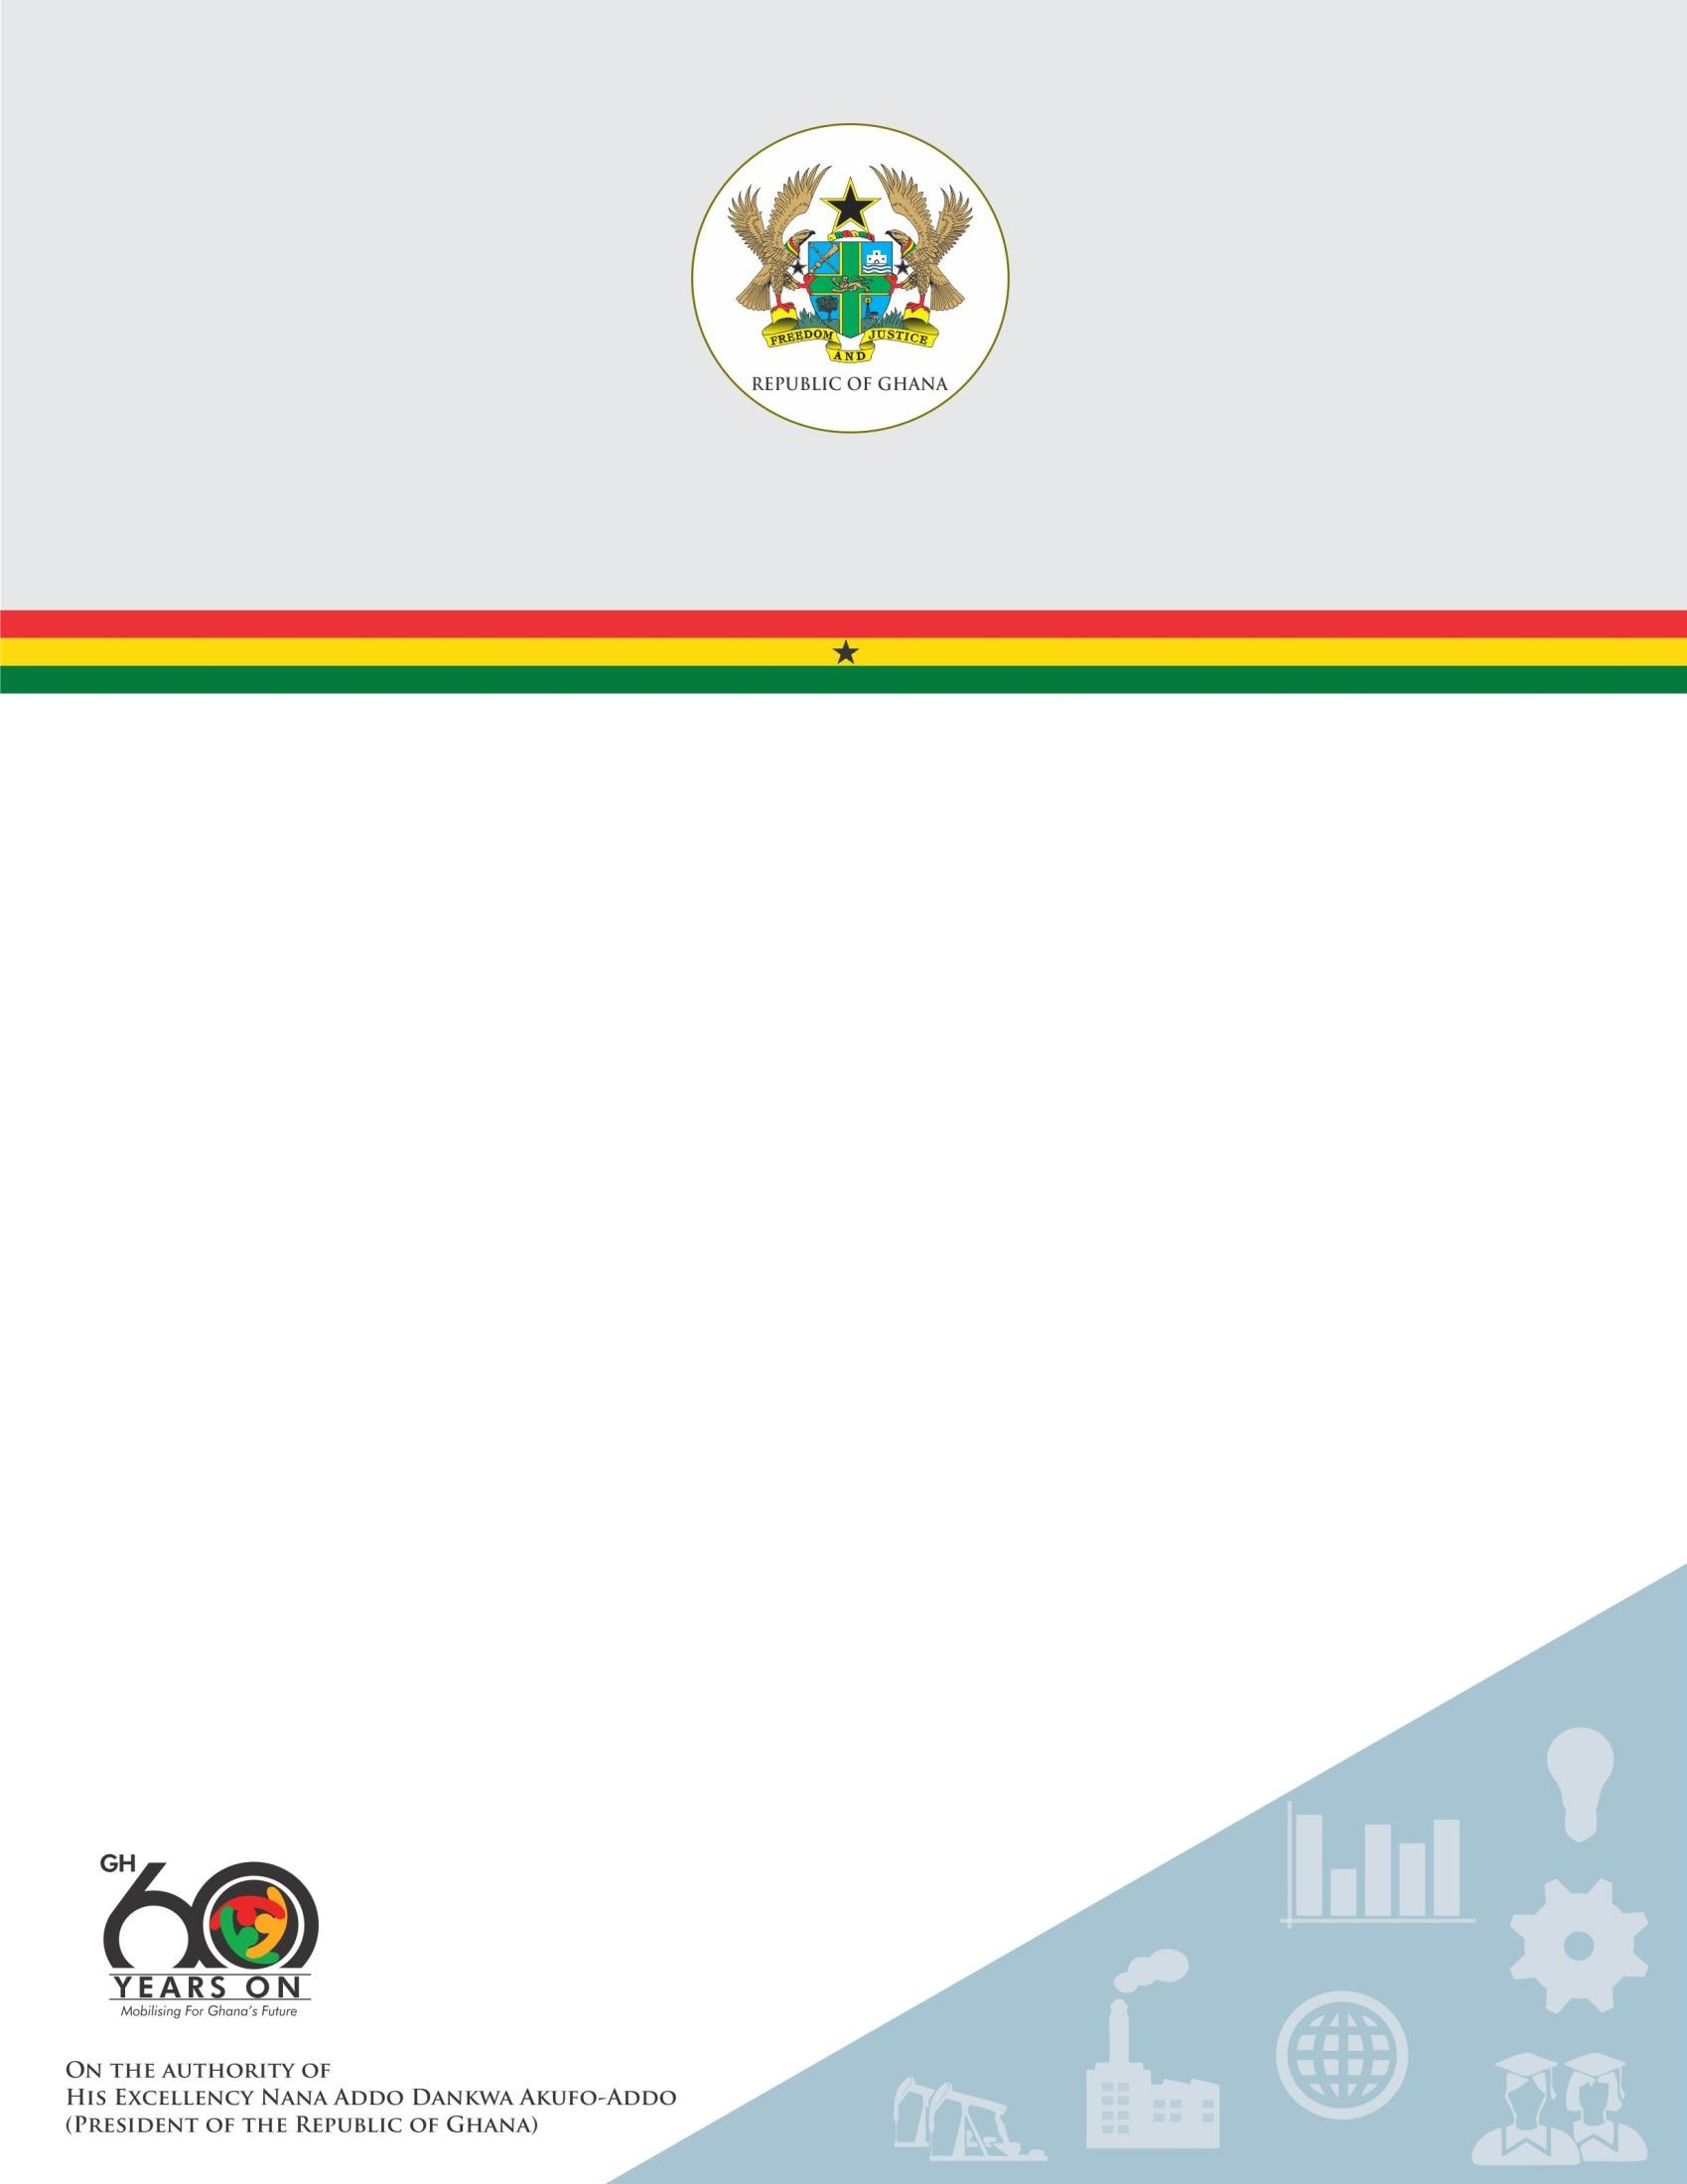 FREEDOM JUSTICE
AND
REPUBLIC OF GHANA
GH
60
YEARS ON
Mobilising For Ghana's Future
ON THE AUTHORITY OF
HIS EXCELLENCY NANA ADDO DANKWA AKUFO-ADDO
(PRESIDENT OF THE REPUBLIC OF GHANA)